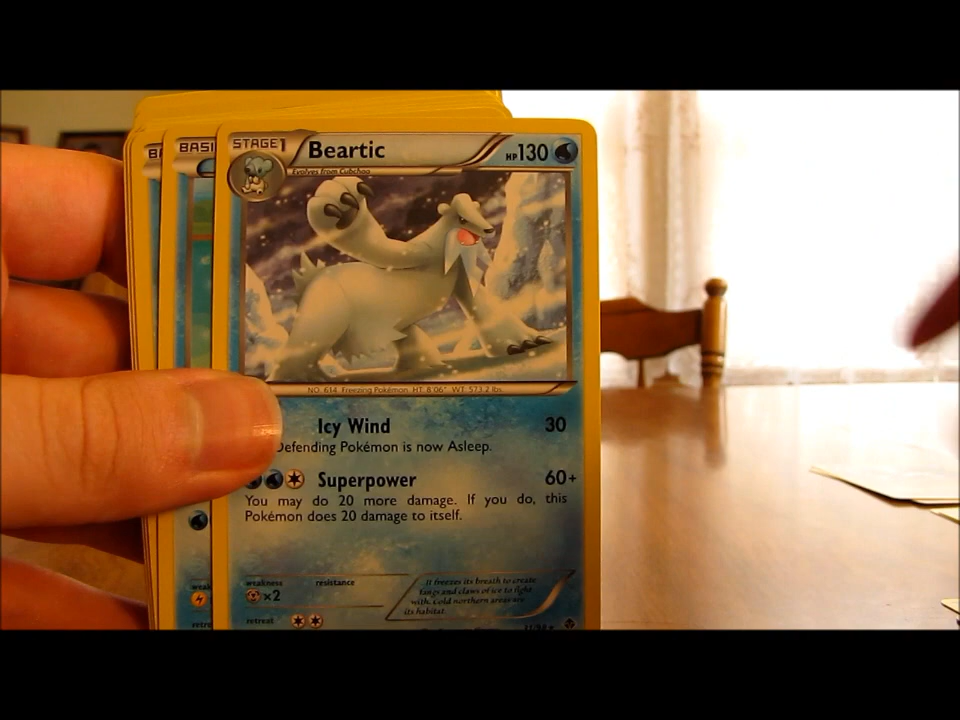 BA
BASI
STAGE1
Beartic
HP130
Evolves from Cubchoo
NO. 614 Freezing Pokémon HT: 8'06" WT: 573.2 lbs.
Icy Wind 30
Defending Pokémon is now Asleep.
Superpower 60+
You may do 20 more damage. If you do, this
Pokémon does 20 damage to itself.
weakness resistance
×2
It freezes its breath to create
fangs and claws of ice to fight
with. Cold northern areas are
its habitat.
weak
retre
retreat